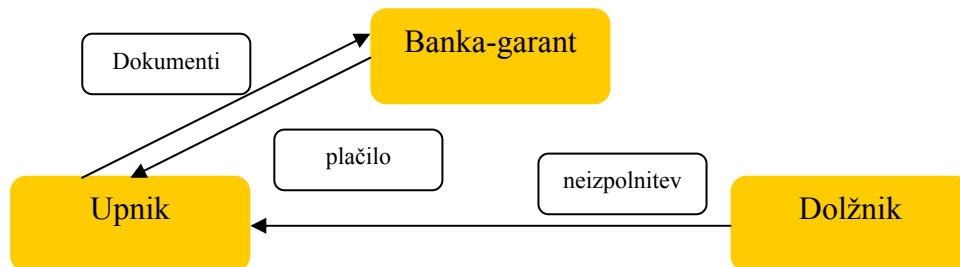 Banka-garant
Dokumenti
plačilo
neizpolnitev
Upnik
Dolžnik